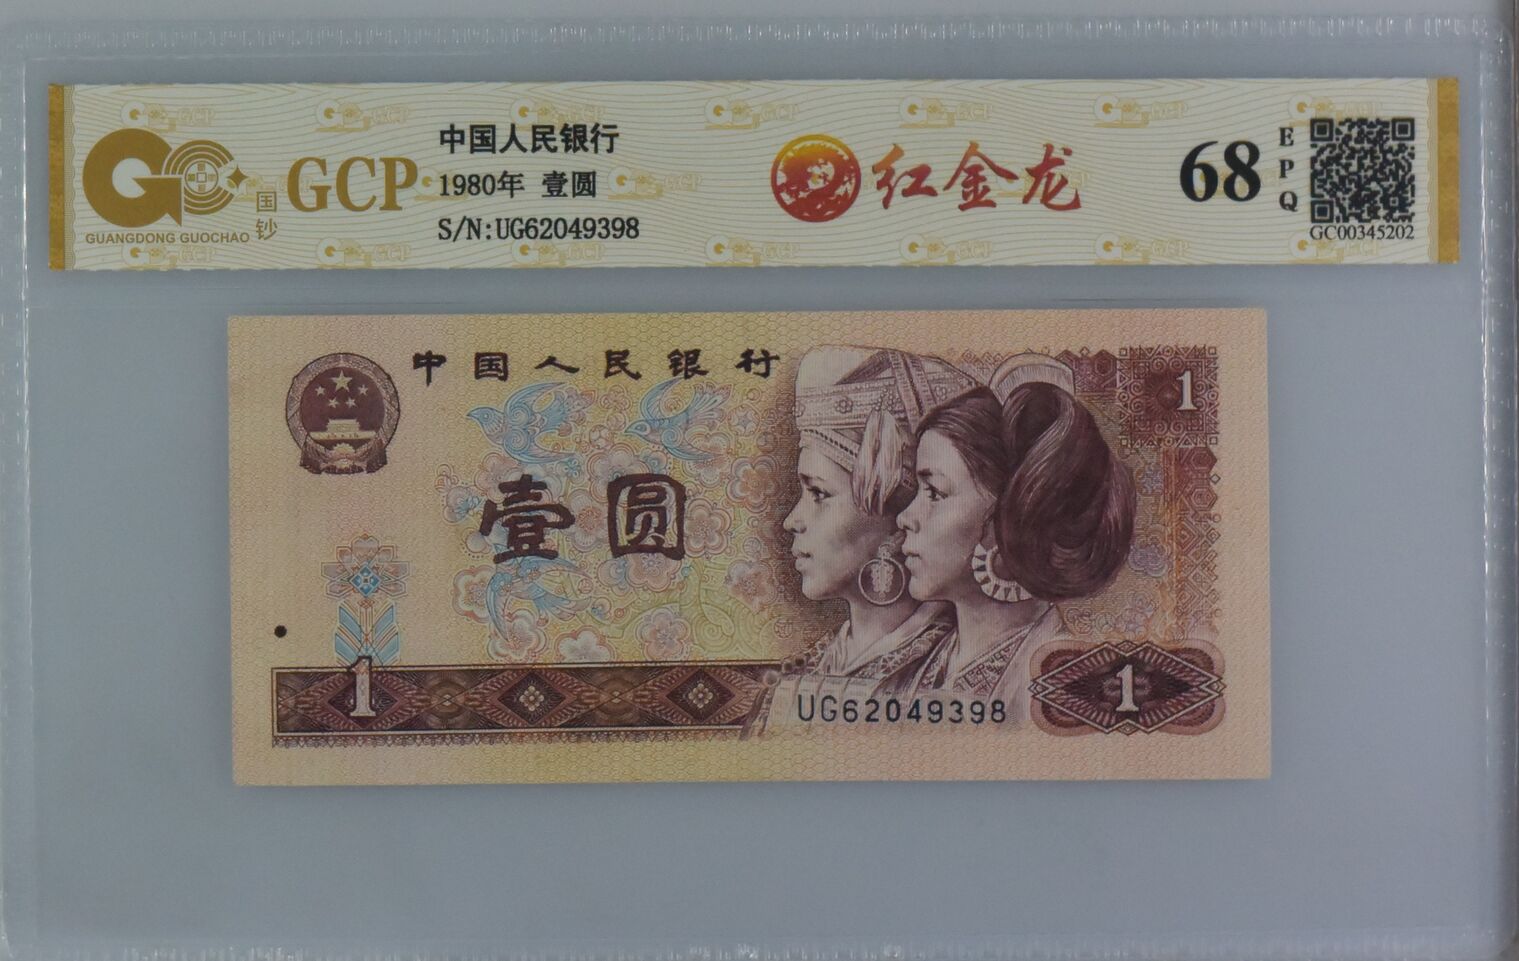 中国人民银行
GCP
1980年 壹圆
国钞
GUANGDONG GUOCHAO
S/N:UG62049398
红金龙
68
EPQ
GC00345202
中国人民银行
1
壹圆
1
UG62049398
1